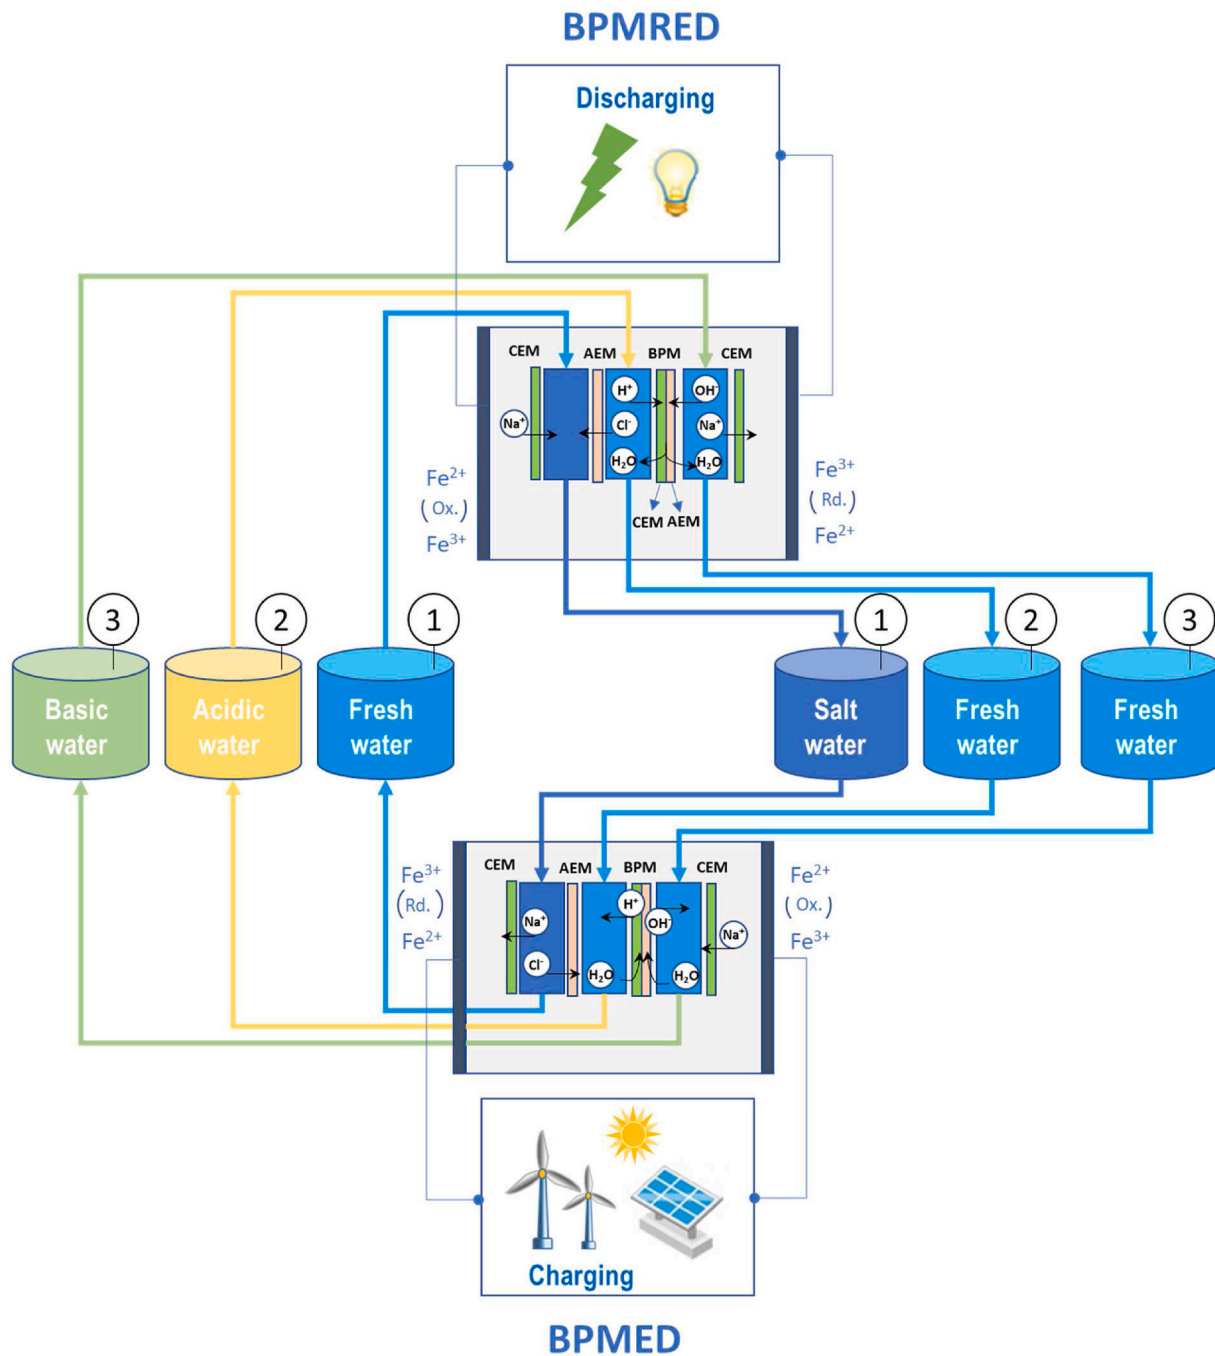 BPMRED
Discharging
CEM AEM BPM CEM
H⁺ OH⁻
Na⁺ Cl⁻ Na⁺
H₂O H₂O
Fe²⁺
(Ox.)
Fe³⁺
Fe³⁺
(Rd.)
Fe²⁺
CEM AEM
3 2 1 1 2 3
Basic
water
Acidic
water
Fresh
water
Salt
water
Fresh
water
Fresh
water
CEM AEM BPM CEM
Fe³⁺
(Rd.)
Fe²⁺
Fe²⁺
(Ox.)
Fe³⁺
H⁺
Na⁺ OH⁻ Na⁺
Cl⁻ H₂O H₂O
Charging
BPMED